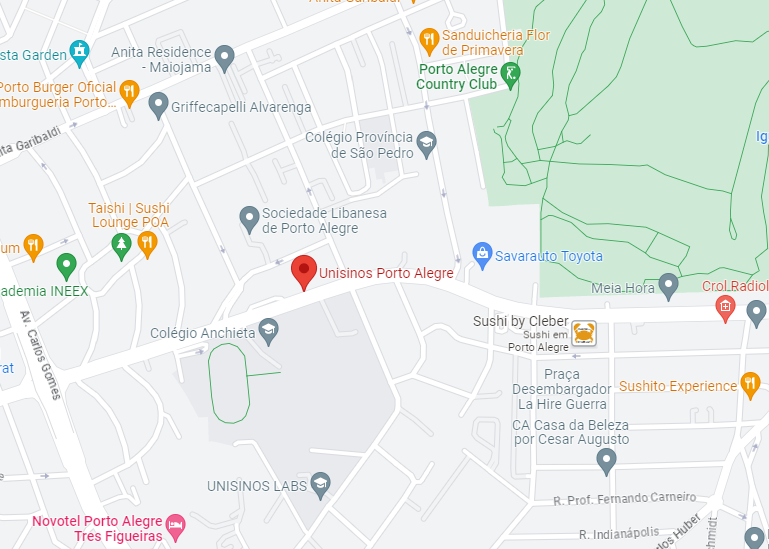 Anita Garibaldi
Sanduicheria Flor
de Primavera
Anita Residence
- Maiojama
sta Garden
Porto Alegre
Country Club
Porto Burger Oficial
mburgueria Porto...
Griffecapelli Alvarenga
ita Garibaldi
Colégio Província
de São Pedro
Ig
Taishi | Sushi
Lounge POA
Sociedade Libanesa
de Porto Alegre
um
Savarauto Toyota
Unisinos Porto Alegre
ademia INEEX
Meia Hora
Crol Radiol
Av. Carlos Gomes
Colégio Anchieta
Sushi by Cleber
Sushi em
Porto Alegre
rat
Praça
Desembargador
La Hire Guerra
Sushito Experience
CA Casa da Beleza
por Cesar Augusto
UNISINOS LABS
R. Prof. Fernando Carneiro
Novotel Porto Alegre
Tres Figueiras
R. Indianápolis
los Huber
hmidt